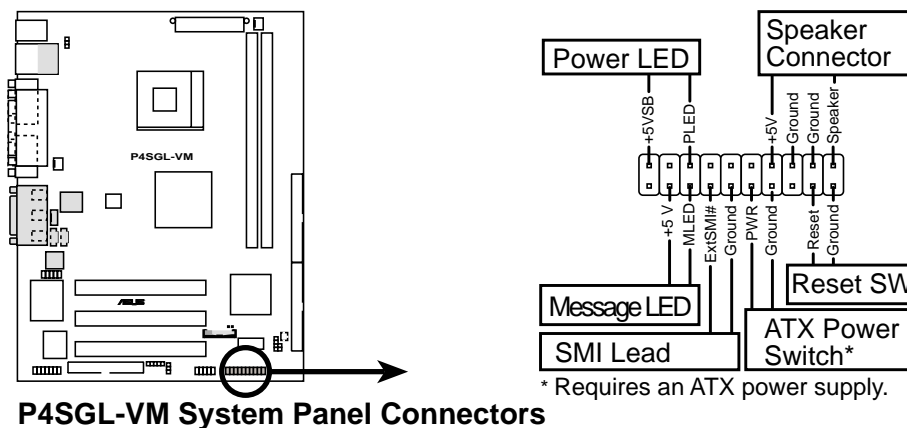 P4SGL-VM
ASUS
Power LED
Speaker
Connector
+5VSB
PLED
+5V
Ground
Ground
Speaker
+5 V
MLED
ExtSMI#
Ground
PWR
Ground
Reset
Ground
Message LED
Reset SW
SMI Lead
ATX Power
Switch*
* Requires an ATX power supply.
P4SGL-VM System Panel Connectors